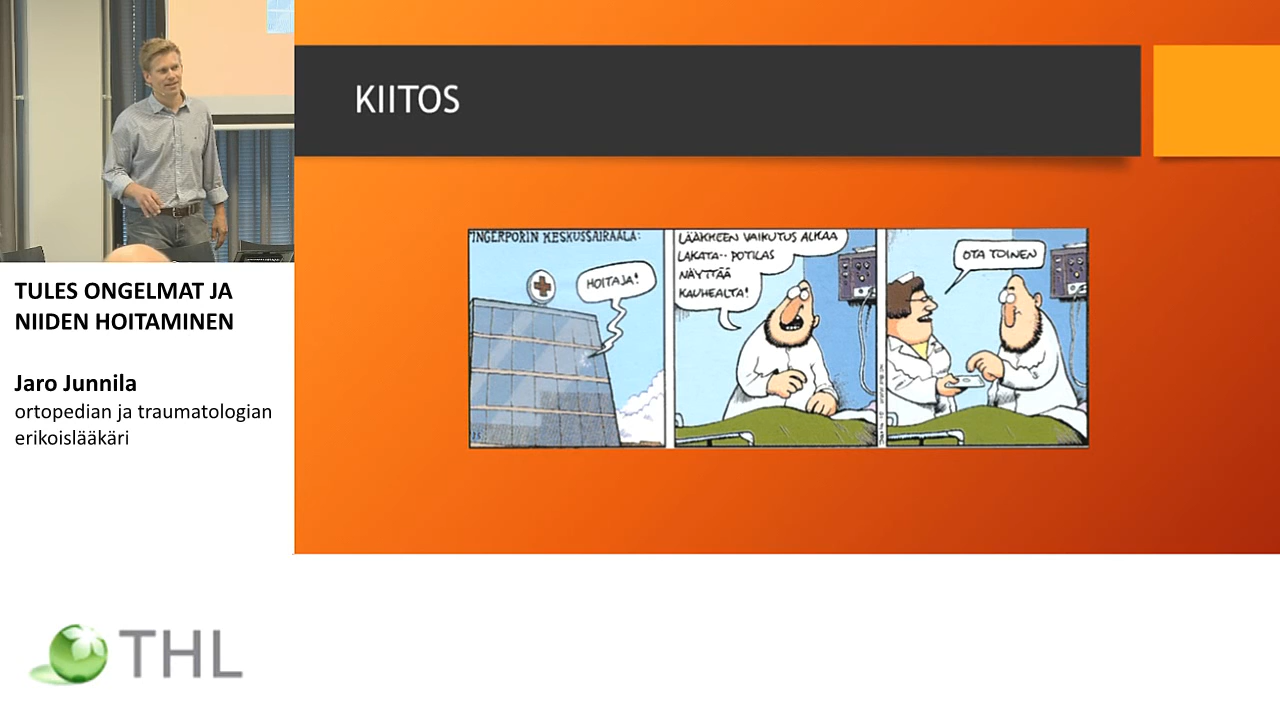 KIITOS
TULES ONGELMAT JA
NIIDEN HOITAMINEN
Jaro Junnila
ortopedian ja traumatologian
erikoislääkäri
INGERPORIN KESKUSSAIRAALA:
HOITAJA!
LÄÄKKEEN VAIKUTUS ALKAA
LAKATA-- POTILAS
NÄYTTÄÄ
KAUHEALTA!
OTA TOINEN
THL